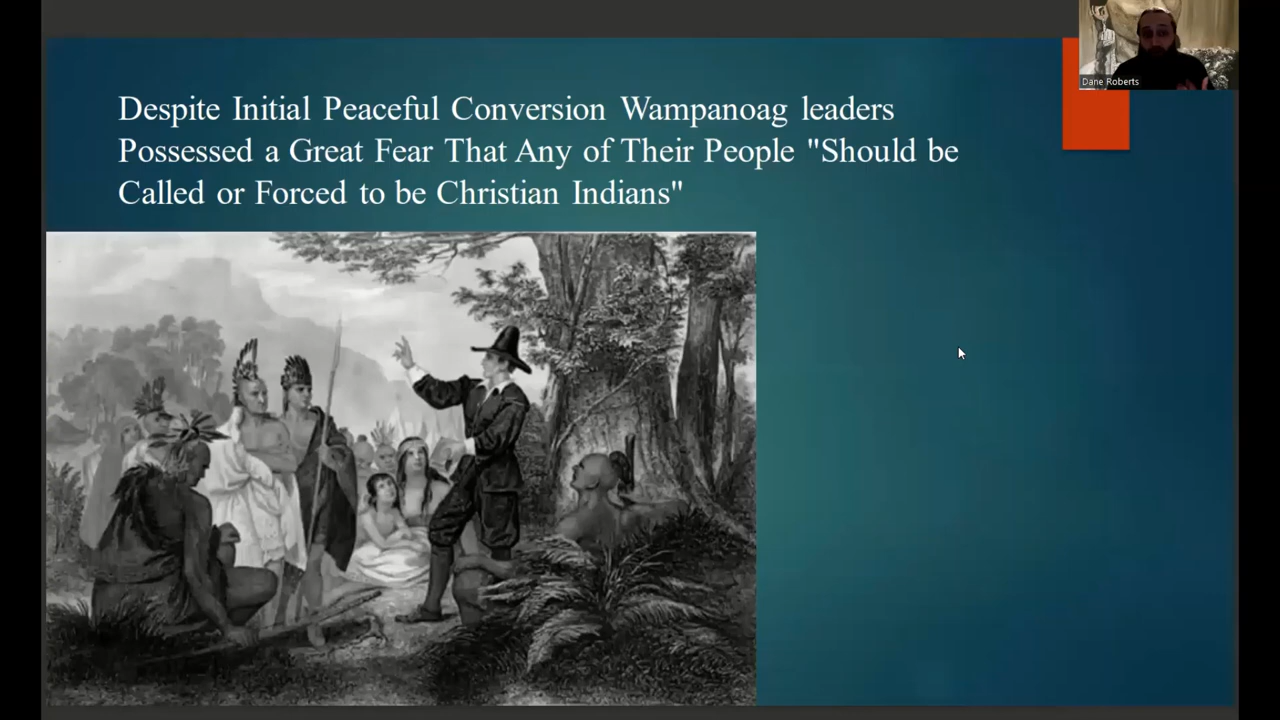 Dane Roberts
Despite Initial Peaceful Conversion Wampanoag leaders
Possessed a Great Fear That Any of Their People "Should be
Called or Forced to be Christian Indians"